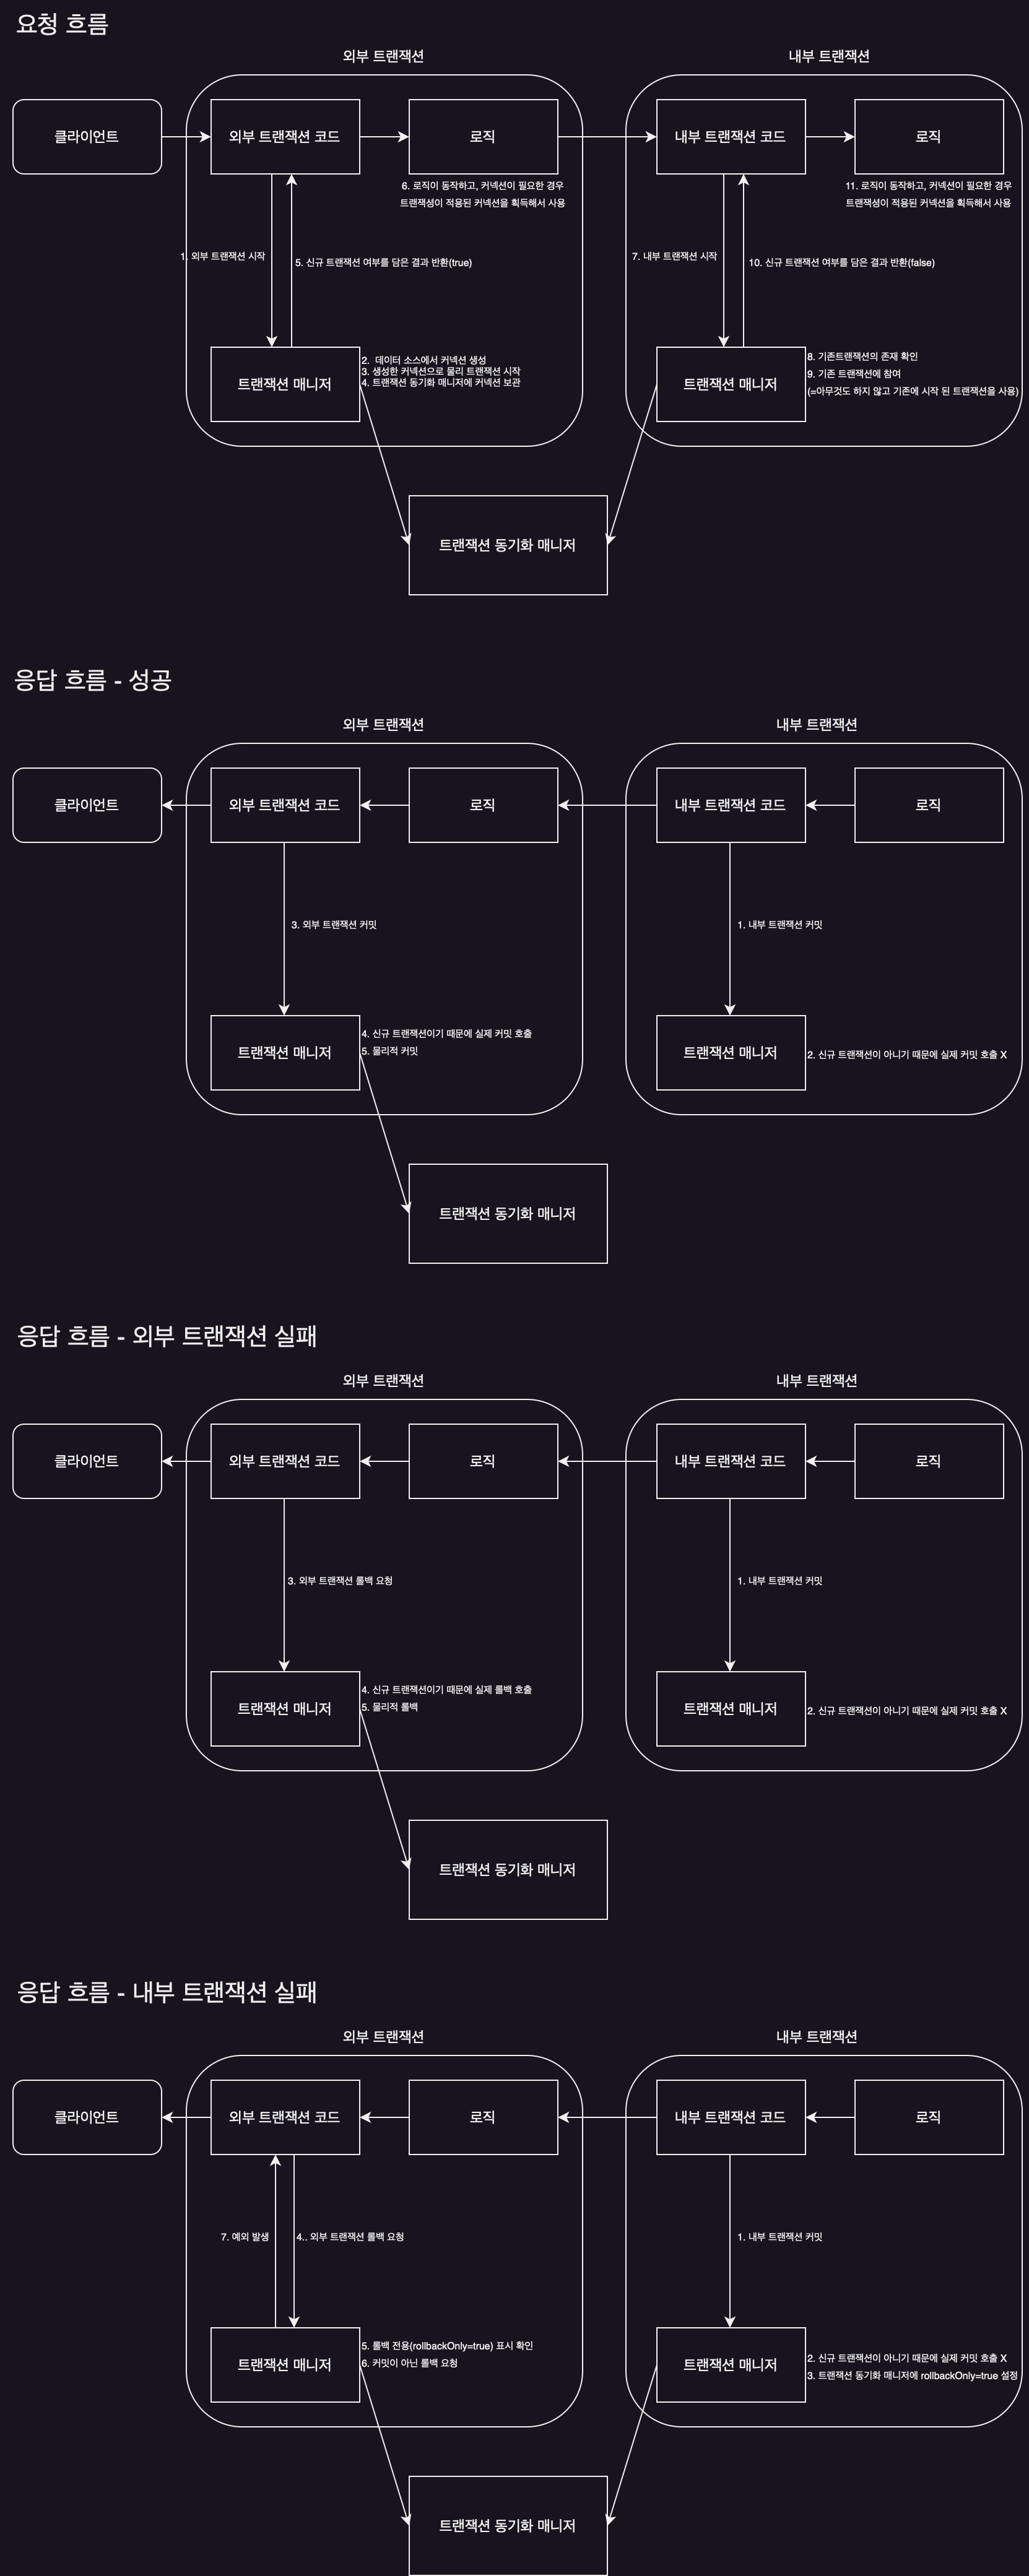 요청 흐름
외부 트랜잭션
내부 트랜잭션
클라이언트
외부 트랜잭션 코드
로직
내부 트랜잭션 코드
로직
6. 로직이 동작하고, 커넥션이 필요한 경우
트랜잭셩이 적용된 커넥션을 획득해서 사용
11. 로직이 동작하고, 커넥션이 필요한 경우
트랜잭셩이 적용된 커넥션을 획득해서 사용
1. 외부 트랜잭션 시작
5. 신규 트랜잭션 여부를 담은 결과 반환(true)
7. 내부 트랜잭션 시작
10. 신규 트랜잭션 여부를 담은 결과 반환(false)
트랜잭션 매니저
2. 데이터 소스에서 커넥션 생성
3. 생성한 커넥션으로 물리 트랜잭션 시작
4. 트랜잭션 동기화 매니저에 커넥션 보관
트랜잭션 매니저
8. 기존트랜잭션의 존재 확인
9. 기존 트랜잭션에 참여
(=아무것도 하지 않고 기존에 시작 된 트랜잭션을 사용)
트랜잭션 동기화 매니저
응답 흐름 - 성공
외부 트랜잭션
내부 트랜잭션
클라이언트
외부 트랜잭션 코드
로직
내부 트랜잭션 코드
로직
3. 외부 트랜잭션 커밋
1. 내부 트랜잭션 커밋
트랜잭션 매니저
4. 신규 트랜잭션이기 때문에 실제 커밋 호출
5. 물리적 커밋
트랜잭션 매니저
2. 신규 트랜잭션이 아니기 때문에 실제 커밋 호출 X
트랜잭션 동기화 매니저
응답 흐름 - 외부 트랜잭션 실패
외부 트랜잭션
내부 트랜잭션
클라이언트
외부 트랜잭션 코드
로직
내부 트랜잭션 코드
로직
3. 외부 트랜잭션 롤백 요청
1. 내부 트랜잭션 커밋
트랜잭션 매니저
4. 신규 트랜잭션이기 때문에 실제 롤백 호출
5. 물리적 롤백
트랜잭션 매니저
2. 신규 트랜잭션이 아니기 때문에 실제 커밋 호출 X
트랜잭션 동기화 매니저
응답 흐름 - 내부 트랜잭션 실패
외부 트랜잭션
내부 트랜잭션
클라이언트
외부 트랜잭션 코드
로직
내부 트랜잭션 코드
로직
7. 예외 발생
4.. 외부 트랜잭션 롤백 요청
1. 내부 트랜잭션 커밋
트랜잭션 매니저
5. 롤백 전용(rollbackOnly=true) 표시 확인
6. 커밋이 아닌 롤백 요청
트랜잭션 매니저
2. 신규 트랜잭션이 아니기 때문에 실제 커밋 호출 X
3. 트랜잭션 동기화 매니저에 rollbackOnly=true 설정
트랜잭션 동기화 매니저